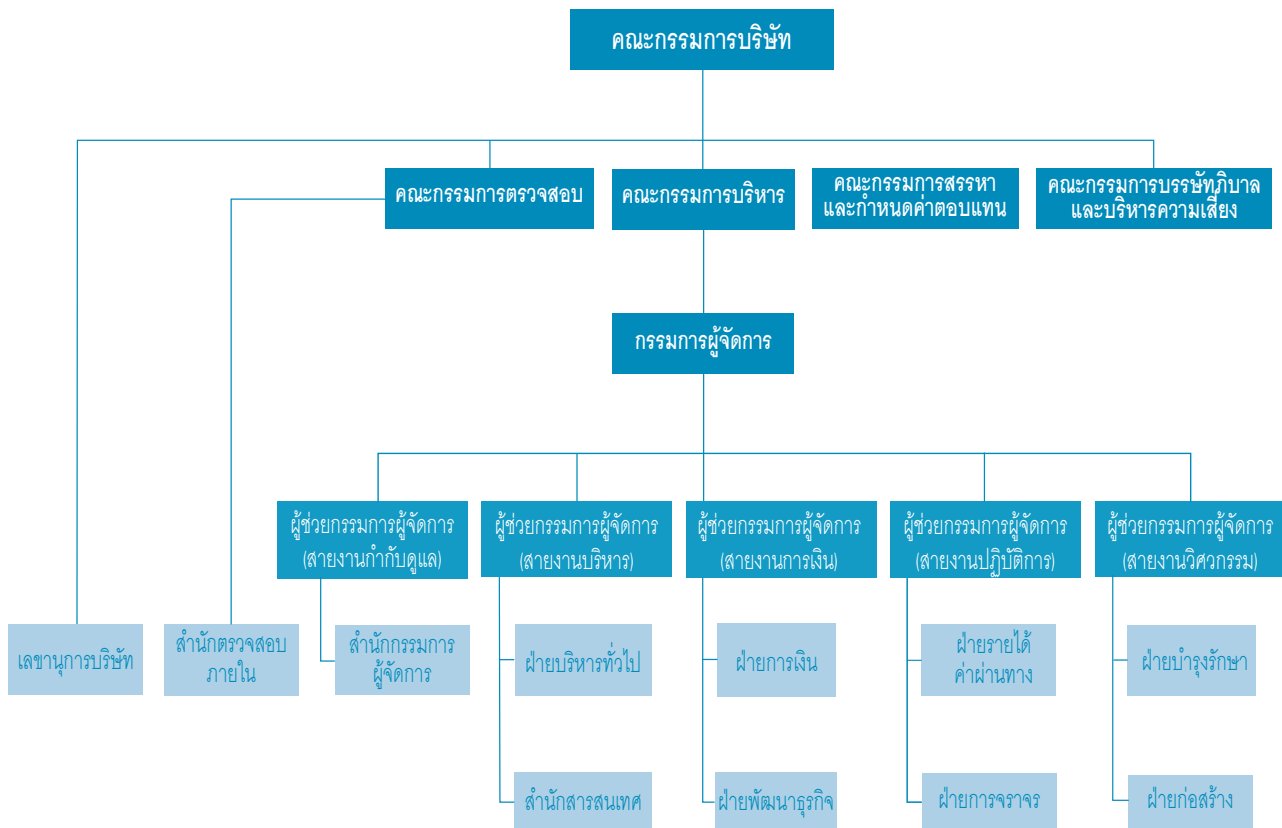 คณะกรรมการบริษัท
คณะกรรมการตรวจสอบ
คณะกรรมการบริหาร
คณะกรรมการสรรหา
และกำหนดค่าตอบแทน
คณะกรรมการบรรษัทภิบาล
และบริหารความเสี่ยง
กรรมการผู้จัดการ
ผู้ช่วยกรรมการผู้จัดการ
(สายงานกำกับดูแล)
ผู้ช่วยกรรมการผู้จัดการ
(สายงานบริหาร)
ผู้ช่วยกรรมการผู้จัดการ
(สายงานการเงิน)
ผู้ช่วยกรรมการผู้จัดการ
(สายงานปฏิบัติการ)
ผู้ช่วยกรรมการผู้จัดการ
(สายงานวิศวกรรม)
เลขานุการบริษัท
สำนักตรวจสอบ
ภายใน
สำนักกรรมการ
ผู้จัดการ
ฝ่ายบริหารทั่วไป
ฝ่ายการเงิน
ฝ่ายรายได้
ค่าผ่านทาง
ฝ่ายบำรุงรักษา
สำนักสารสนเทศ
ฝ่ายพัฒนาธุรกิจ
ฝ่ายการจราจร
ฝ่ายก่อสร้าง